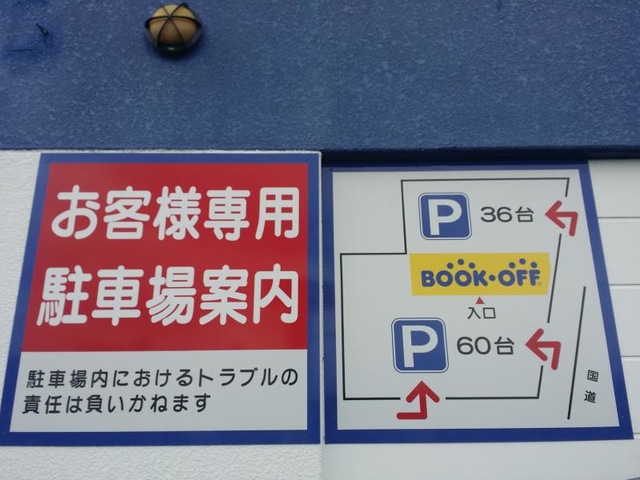 お客様専用
駐車場案内
駐車場内におけるトラブルの
責任は負いかねます
P 36台
BOOK・OFF
入口
P 60台
国道